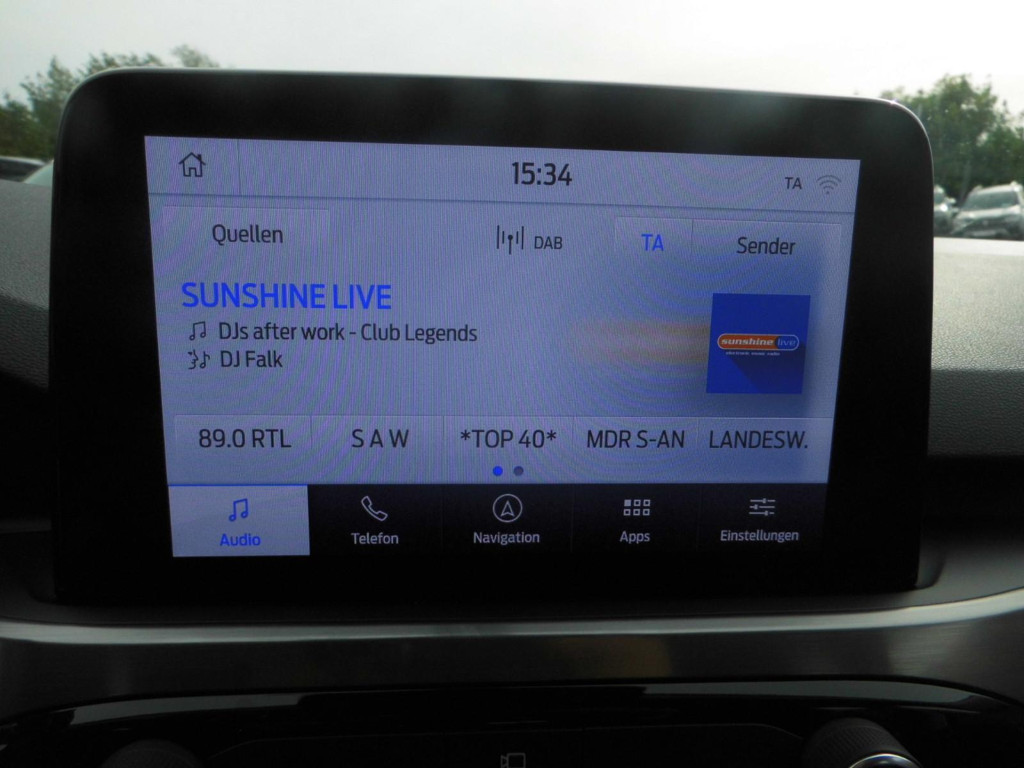 15:34
TA
Quellen
DAB
TA
Sender
SUNSHINE LIVE
DJs after work - Club Legends
DJ Falk
sunshine live
89.0 RTL
S A W
*TOP 40*
MDR S-AN
LANDESW.
Audio
Telefon
Navigation
Apps
Einstellungen